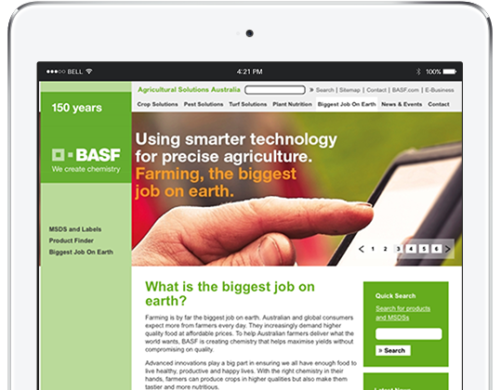 BELL
4:21 PM
100%
Agricultural Solutions Australia
» Search | Sitemap | Contact | BASF.com | E-Business
Crop Solutions Pest Solutions Turf Solutions Plant Nutrition Biggest Job On Earth News & Events Contact
150 years
BASF
We create chemistry
MSDS and Labels
Product Finder
Biggest Job On Earth
Using smarter technology
for precise agriculture.
Farming, the biggest
job on earth.
< 1 2 3 4 5 6 >
What is the biggest job on
earth?
Farming is by far the biggest job on earth. Australian and global consumers
expect more from farmers every day. They increasingly demand higher
quality food at affordable prices. To help Australian farmers deliver what the
world wants, BASF is creating chemistry that helps maximise yields without
compromising on quality.
Advanced innovations play a big part in ensuring we all have enough food to
live healthy, productive and happy lives. With the right chemistry in their
hands, farmers can produce crops in higher qualities but also make them
tastier and more nutritious.
Quick Search
Search for products
and MSDSs
» Search
Latest News